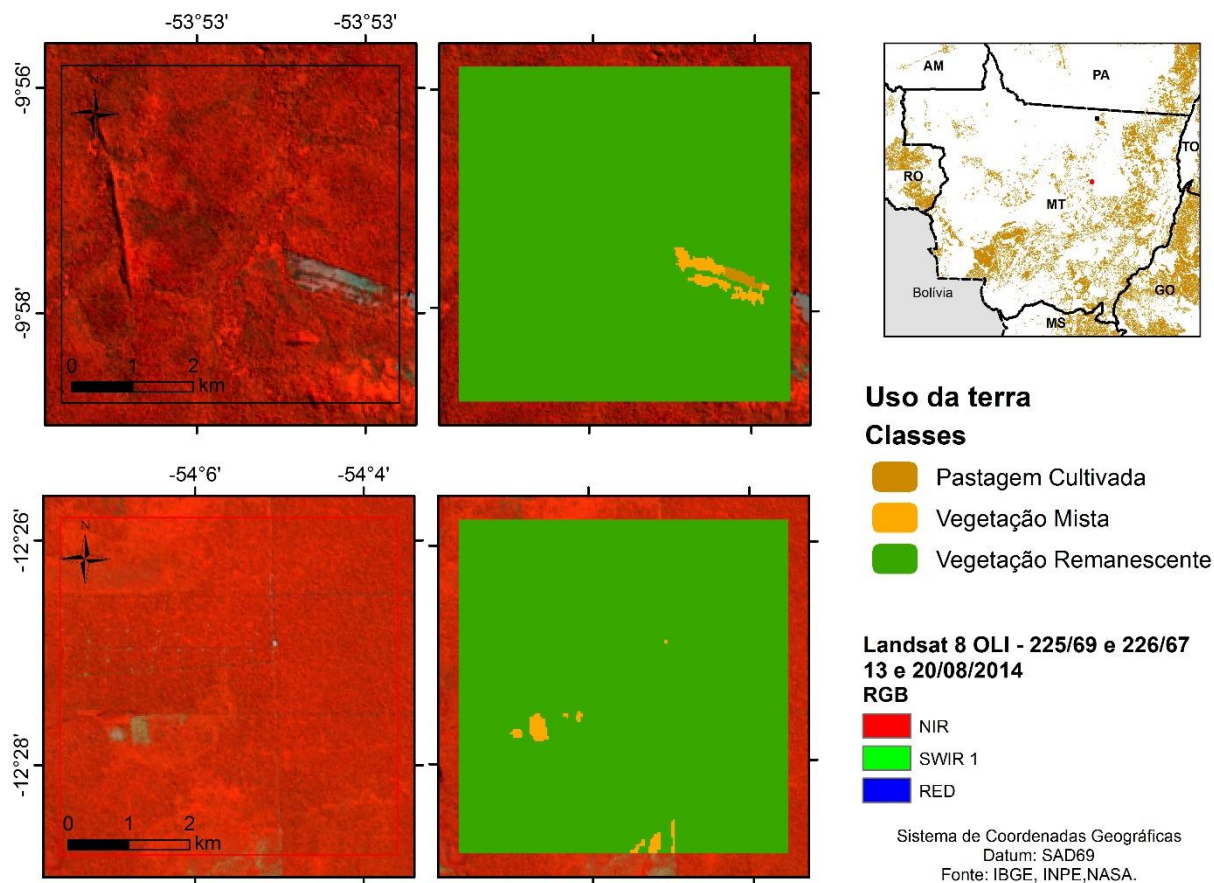 -53°53'
-53°53'
-9°56'
-9°58'
N
0 1 2
km
-54°6'
-54°4'
-12°26'
-12°28'
N
0 1 2
km
AM
PA
TO
RO
MT
Bolívia
GO
MS
Uso da terra
Classes
Pastagem Cultivada
Vegetação Mista
Vegetação Remanescente
Landsat 8 OLI - 225/69 e 226/67
13 e 20/08/2014
RGB
NIR
SWIR 1
RED
Sistema de Coordenadas Geográficas
Datum: SAD69
Fonte: IBGE, INPE,NASA.